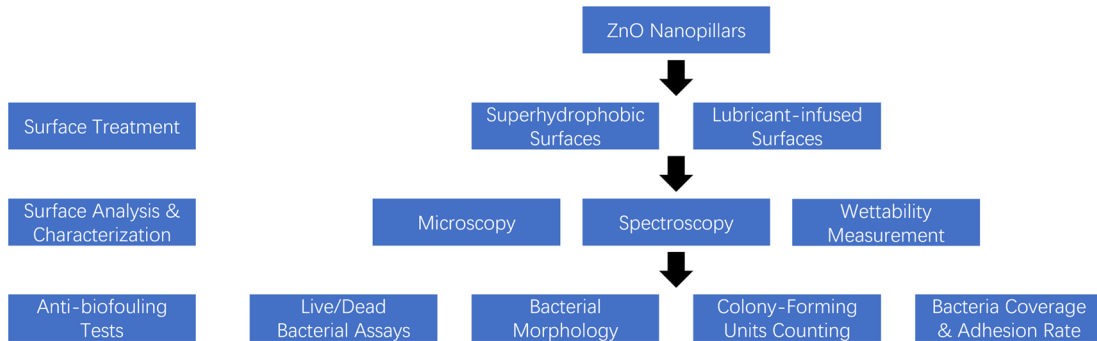 ZnO Nanopillars
Surface Treatment
Superhydrophobic
Surfaces
Lubricant-infused
Surfaces
Surface Analysis &
Characterization
Microscopy
Spectroscopy
Wettability
Measurement
Anti-biofouling
Tests
Live/Dead
Bacterial Assays
Bacterial
Morphology
Colony-Forming
Units Counting
Bacteria Coverage
& Adhesion Rate